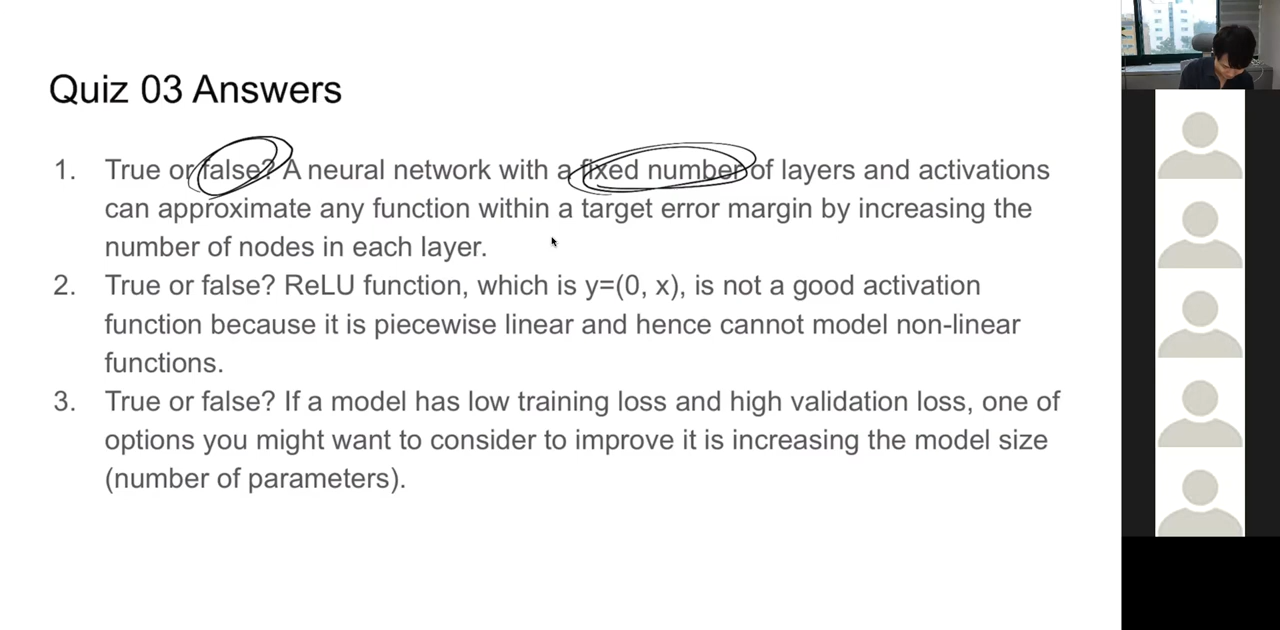 Quiz 03 Answers
1. True or false? A neural network with a fixed number of layers and activations
can approximate any function within a target error margin by increasing the
number of nodes in each layer.
2. True or false? ReLU function, which is y=(0, x), is not a good activation
function because it is piecewise linear and hence cannot model non-linear
functions.
3. True or false? If a model has low training loss and high validation loss, one of
options you might want to consider to improve it is increasing the model size
(number of parameters).